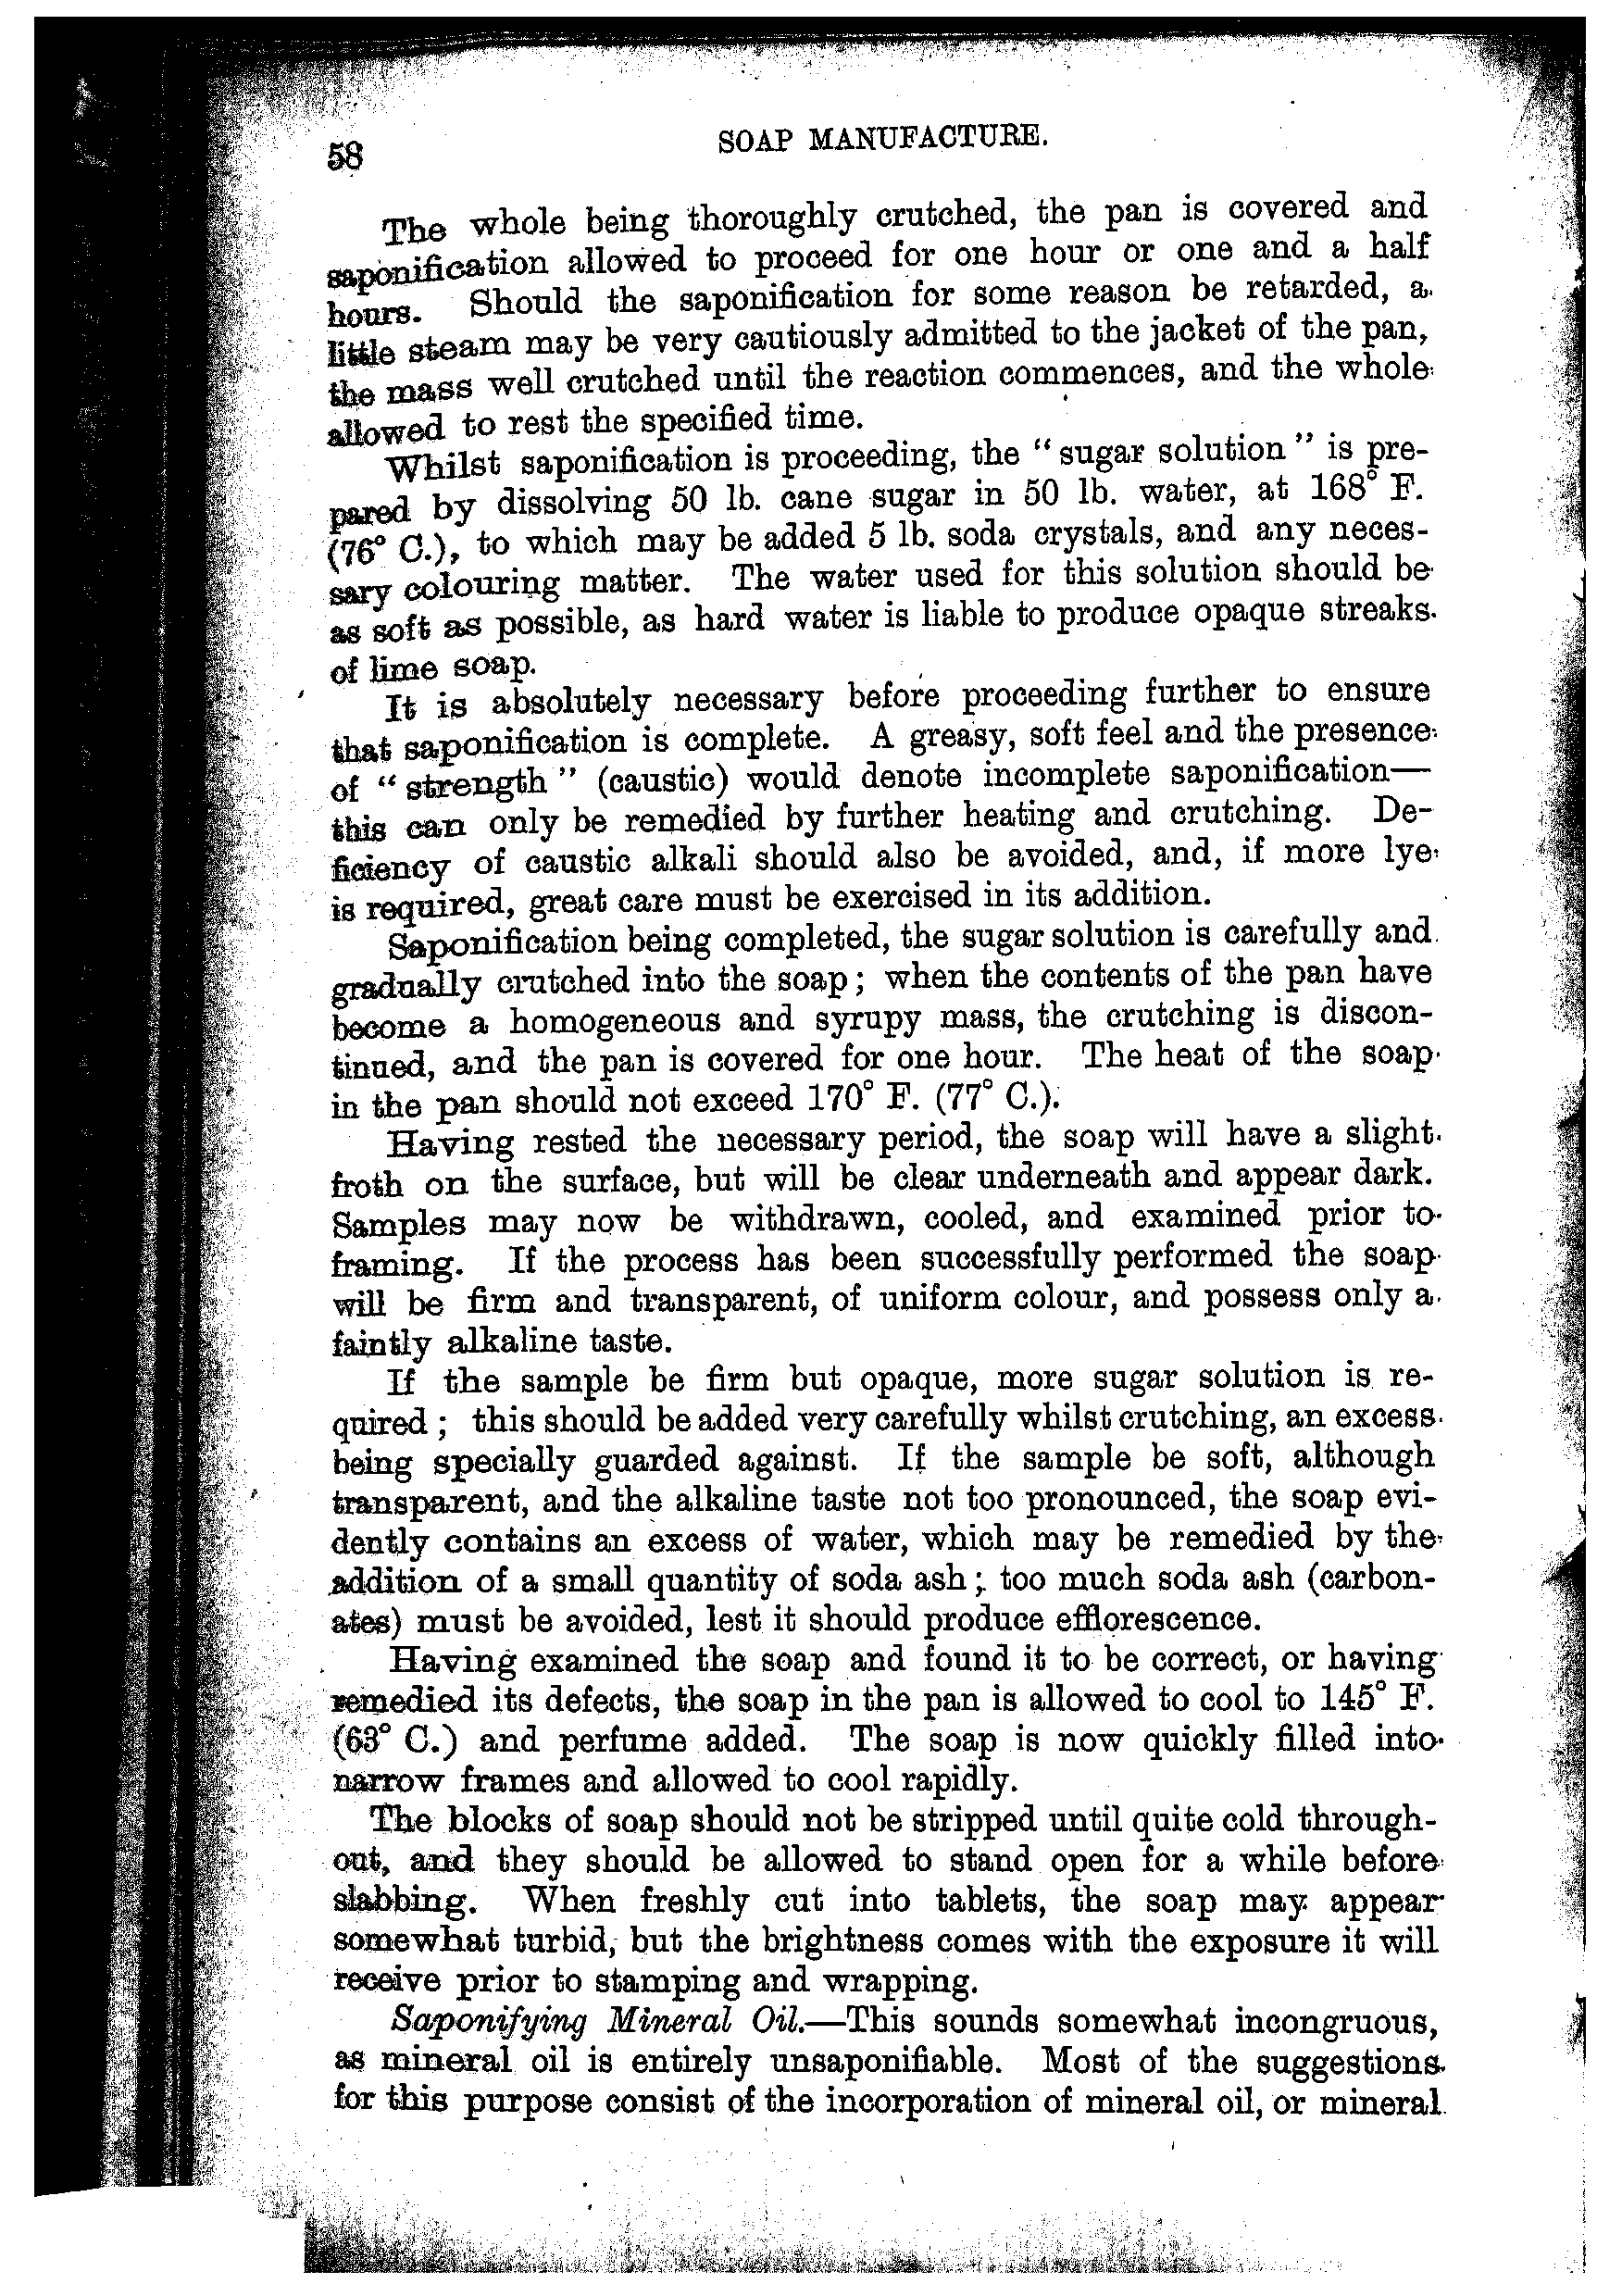 58
SOAP MANUFACTURE.
The whole being thoroughly crutched, the pan is covered and
saponification allowed to proceed for one hour or one and a half
hours. Should the saponification for some reason be retarded, a
little steam may be very cautiously admitted to the jacket of the pan,
the mass well crutched until the reaction commences, and the whole
allowed to rest the specified time.
Whilst saponification is proceeding, the “ sugar solution ” is pre-
pared by dissolving 50 lb. cane sugar in 50 lb. water, at 168° F.
(76° C.), to which may be added 5 lb. soda crystals, and any neces-
sary colouring matter. The water used for this solution should be
as soft as possible, as hard water is liable to produce opaque streaks
of lime soap.
It is absolutely necessary before proceeding further to ensure
that saponification is complete. A greasy, soft feel and the presence
of “ strength ” (caustic) would denote incomplete saponification—
this can only be remedied by further heating and crutching. De-
ficiency of caustic alkali should also be avoided, and, if more lye
is required, great care must be exercised in its addition.
Saponification being completed, the sugar solution is carefully and
gradually crutched into the soap ; when the contents of the pan have
become a homogeneous and syrupy mass, the crutching is discon-
tinued, and the pan is covered for one hour. The heat of the soap
in the pan should not exceed 170° F. (77° C.).
Having rested the necessary period, the soap will have a slight
froth on the surface, but will be clear underneath and appear dark.
Samples may now be withdrawn, cooled, and examined prior to
framing. If the process has been successfully performed the soap
will be firm and transparent, of uniform colour, and possess only a
faintly alkaline taste.
If the sample be firm but opaque, more sugar solution is re-
quired ; this should be added very carefully whilst crutching, an excess
being specially guarded against. If the sample be soft, although
transparent, and the alkaline taste not too pronounced, the soap evi-
dently contains an excess of water, which may be remedied by the
addition of a small quantity of soda ash ; too much soda ash (carbon-
ates) must be avoided, lest it should produce efflorescence.
Having examined the soap and found it to be correct, or having
remedied its defects, the soap in the pan is allowed to cool to 145° F.
(63° C.) and perfume added. The soap is now quickly filled into
narrow frames and allowed to cool rapidly.
The blocks of soap should not be stripped until quite cold through-
out, and they should be allowed to stand open for a while before
slabbing. When freshly cut into tablets, the soap may appear
somewhat turbid, but the brightness comes with the exposure it will
receive prior to stamping and wrapping.
Saponifying Mineral Oil.—This sounds somewhat incongruous,
as mineral oil is entirely unsaponifiable. Most of the suggestions
for this purpose consist of the incorporation of mineral oil, or mineral